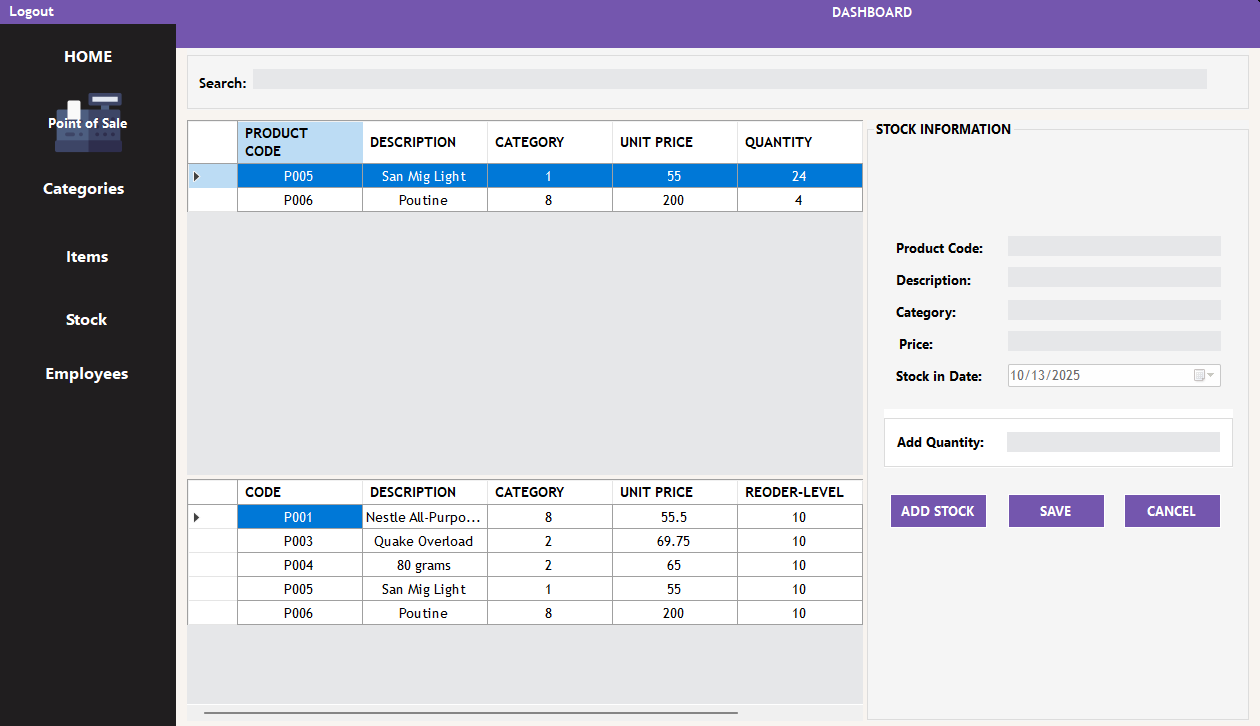 Logout
DASHBOARD
HOME
Point of Sale
Categories
Items
Stock
Employees
Search:
PRODUCT CODE DESCRIPTION CATEGORY UNIT PRICE QUANTITY
P005 San Mig Light 1 55 24
P006 Poutine 8 200 4
CODE DESCRIPTION CATEGORY UNIT PRICE REODER-LEVEL
P001 Nestle All-Purpo... 8 55.5 10
P003 Quake Overload 2 69.75 10
P004 80 grams 2 65 10
P005 San Mig Light 1 55 10
P006 Poutine 8 200 10
STOCK INFORMATION
Product Code:
Description:
Category:
Price:
Stock in Date: 10/13/2025
Add Quantity:
ADD STOCK SAVE CANCEL